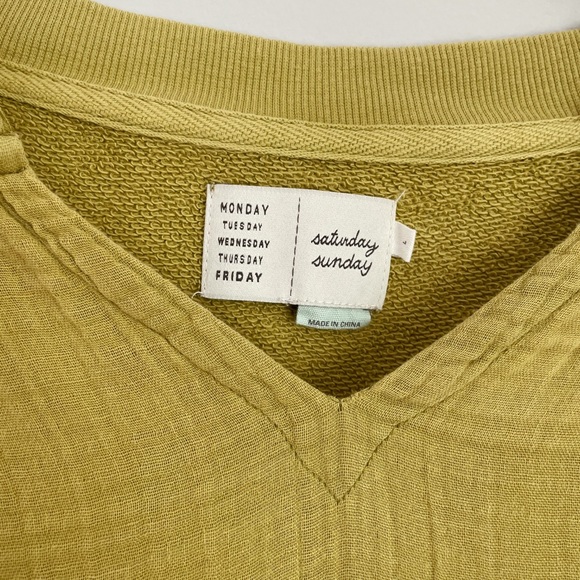 MONDAY
TUESDAY
WEDNESDAY
THURSDAY
FRIDAY
saturday
sunday
L
MADE IN CHINA